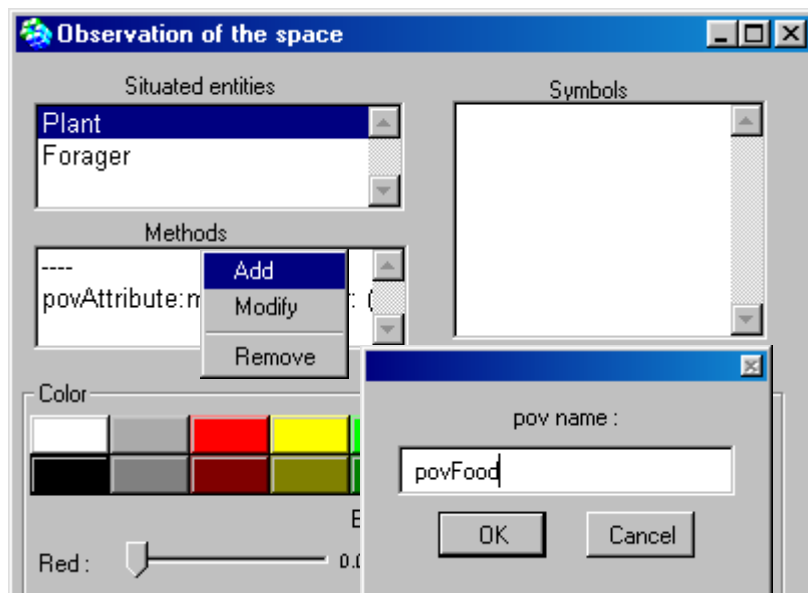 Observation of the space
Situated entities
Symbols
Plant
Forager
Methods
----
povAttribute:
Add
Modify
Remove
Color
pov name :
povFood
OK
Cancel
Red :